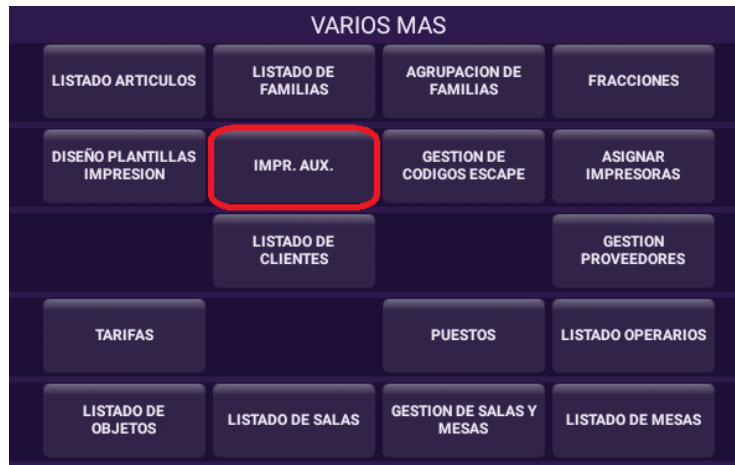 VARIOS MAS
LISTADO ARTICULOS
LISTADO DE
FAMILIAS
AGRUPACION DE
FAMILIAS
FRACCIONES
DISEÑO PLANTILLAS
IMPRESION
IMPR. AUX.
GESTION DE
CODIGOS ESCAPE
ASIGNAR
IMPRESORAS
LISTADO DE
CLIENTES
GESTION
PROVEEDORES
TARIFAS
PUESTOS
LISTADO OPERARIOS
LISTADO DE
OBJETOS
LISTADO DE SALAS
GESTION DE SALAS Y
MESAS
LISTADO DE MESAS